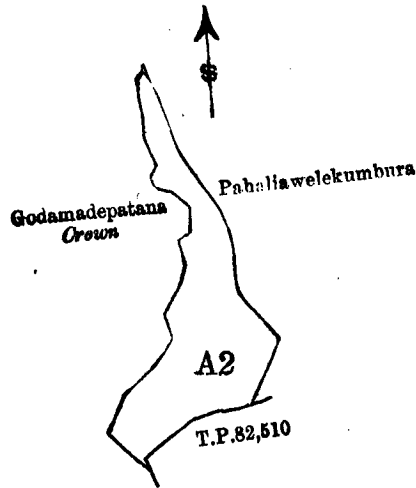 S
Pahaliawelekumbura
Godamadepatana
Crown
A2
T.P.82,510